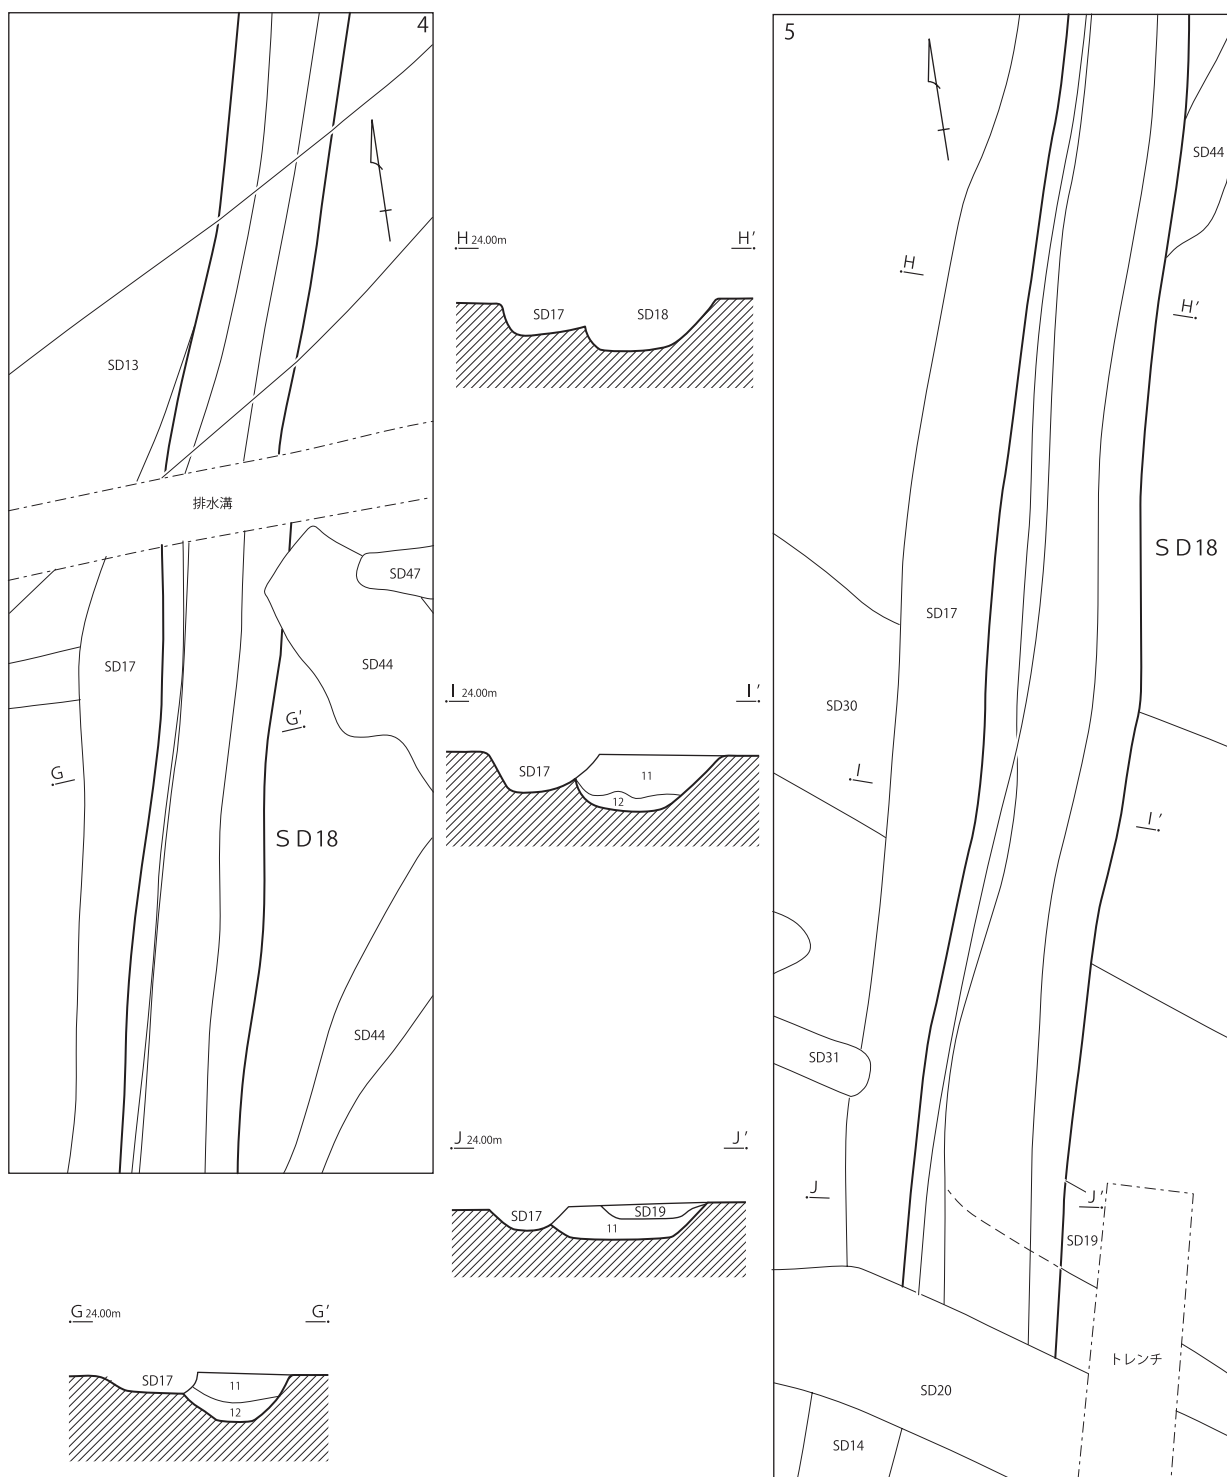 4
SD13
排水溝
SD47
SD17
SD44
G G′
SD18
SD44
H 24.00m H′
SD17 SD18
I 24.00m I′
SD17 11
12
J 24.00m J′
SD17 SD19
11
G 24.00m G′
SD17 11
12
5
SD44
H H′
SD18
SD17
SD30
I I′
SD31
J J′
SD19
トレンチ
SD20
SD14